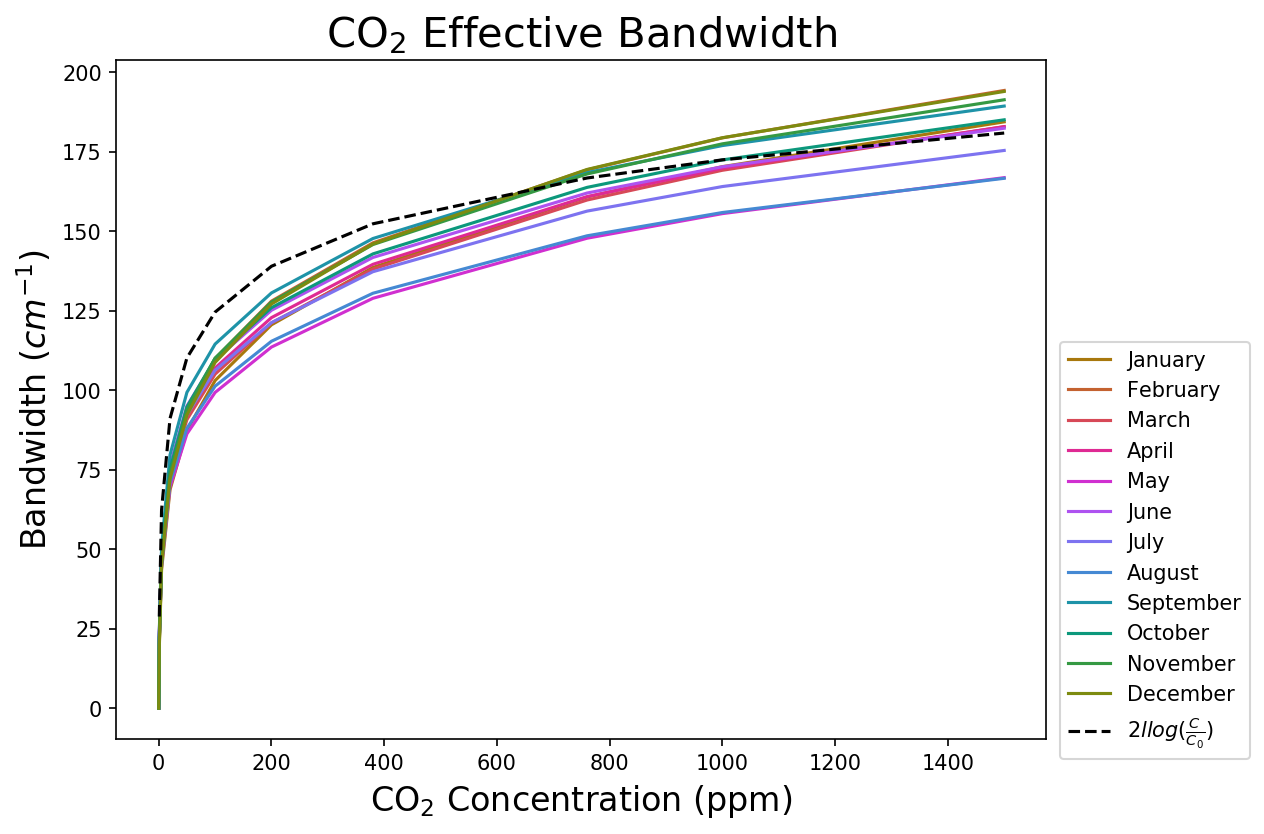 CO₂ Effective Bandwidth
200
175
150
125
100
75
50
25
0
Bandwidth (cm⁻¹)
0 200 400 600 800 1000 1200 1400
CO₂ Concentration (ppm)
January
February
March
April
May
June
July
August
September
October
November
December
2llog(C/C₀)